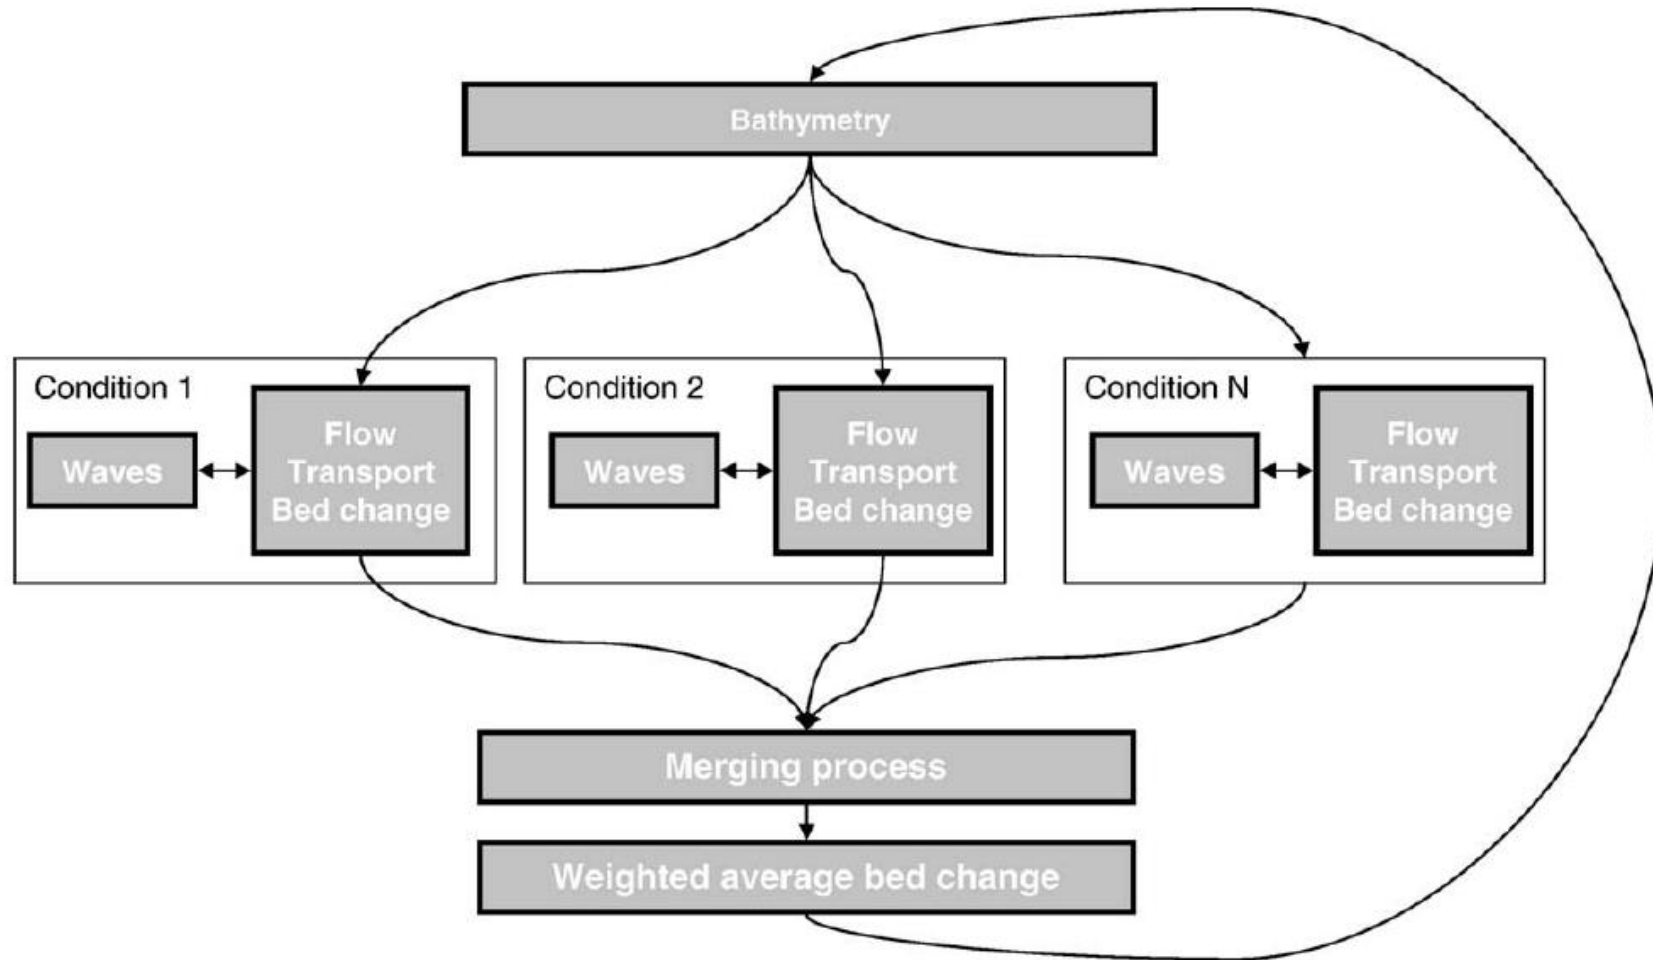 Bathymetry
Condition 1
Waves
Flow
Transport
Bed change
Condition 2
Waves
Flow
Transport
Bed change
Condition N
Waves
Flow
Transport
Bed change
Merging process
Weighted average bed change